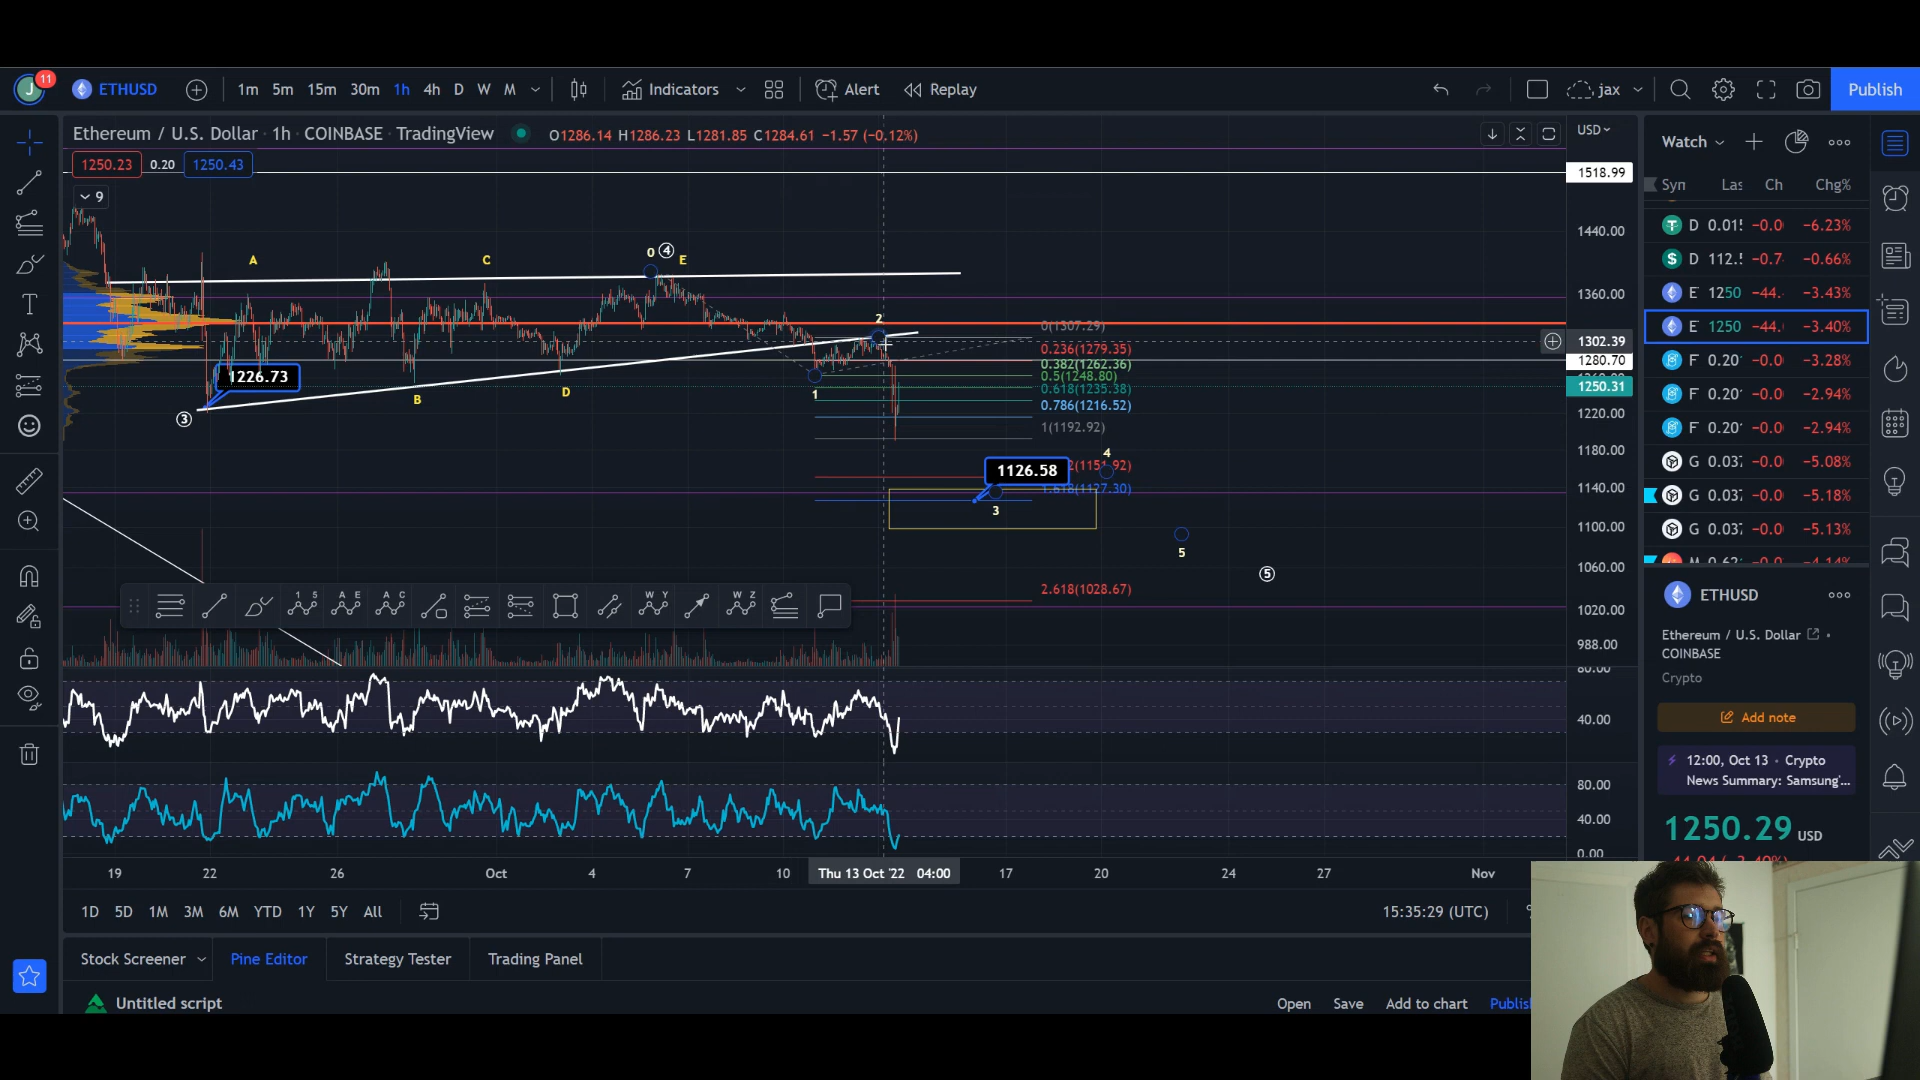 J 11 ETHUSD 1m 5m 15m 30m 1h 4h D W M Indicators Alert Replay jax Publish
Ethereum / U.S. Dollar · 1h · COINBASE · TradingView O1286.14 H1286.23 L1281.85 C1284.61 −1.57 (−0.12%) USD
1250.23 0.20 1250.43
9
1518.99
1440.00
1360.00
1302.39
1280.70
1250.31
1220.00
1180.00
1140.00
1100.00
1060.00
1020.00
988.00
A
C
0 4 E
2
1226.73
3
B
D
1
0(1307.29)
0.236(1279.35)
0.382(1262.36)
0.5(1248.80)
0.618(1235.38)
0.786(1216.52)
1(1192.92)
4
1126.58
1.618(1127.30)
3
5
5
2.618(1028.67)
1 5 A E A C W Y W Z
80.00
40.00
80.00
40.00
0.00
19 22 26 Oct 4 7 10 Thu 13 Oct '22 04:00 17 20 24 27 Nov
1D 5D 1M 3M 6M YTD 1Y 5Y All 15:35:29 (UTC)
Stock Screener Pine Editor Strategy Tester Trading Panel
Untitled script Open Save Add to chart Publis
Watch
Syn Las Ch Chg%
D 0.01! −0.0 −6.23%
D 112.! −0.7 −0.66%
E 1250 −44. −3.43%
E 1250 −44. −3.40%
F 0.20 −0.0 −3.28%
F 0.20 −0.0 −2.94%
F 0.20 −0.0 −2.94%
G 0.03 −0.0 −5.08%
G 0.03 −0.0 −5.18%
G 0.03 −0.0 −5.13%
ETHUSD
Ethereum / U.S. Dollar
COINBASE
Crypto
Add note
12:00, Oct 13 · Crypto
News Summary: Samsung'...
1250.29 USD